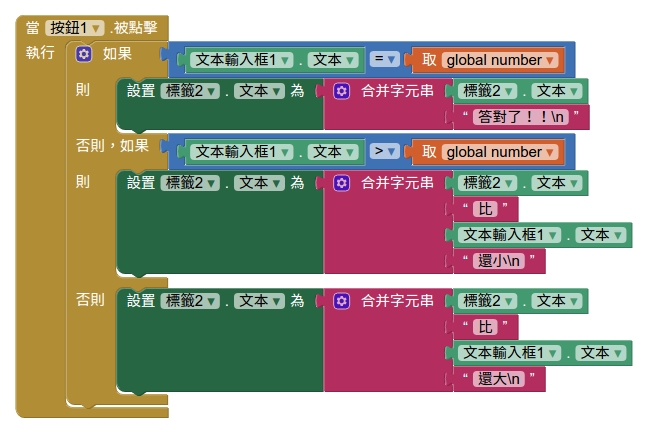 當 按鈕1 .被點擊
執行 如果 文本輸入框1 . 文本 = 取 global number
則 設置 標籤2 . 文本 為 合并字元串 標籤2 . 文本
“ 答對了！！\n ”
否則，如果 文本輸入框1 . 文本 > 取 global number
則 設置 標籤2 . 文本 為 合并字元串 標籤2 . 文本
“ 比 ”
文本輸入框1 . 文本
“ 還小\n ”
否則 設置 標籤2 . 文本 為 合并字元串 標籤2 . 文本
“ 比 ”
文本輸入框1 . 文本
“ 還大\n ”